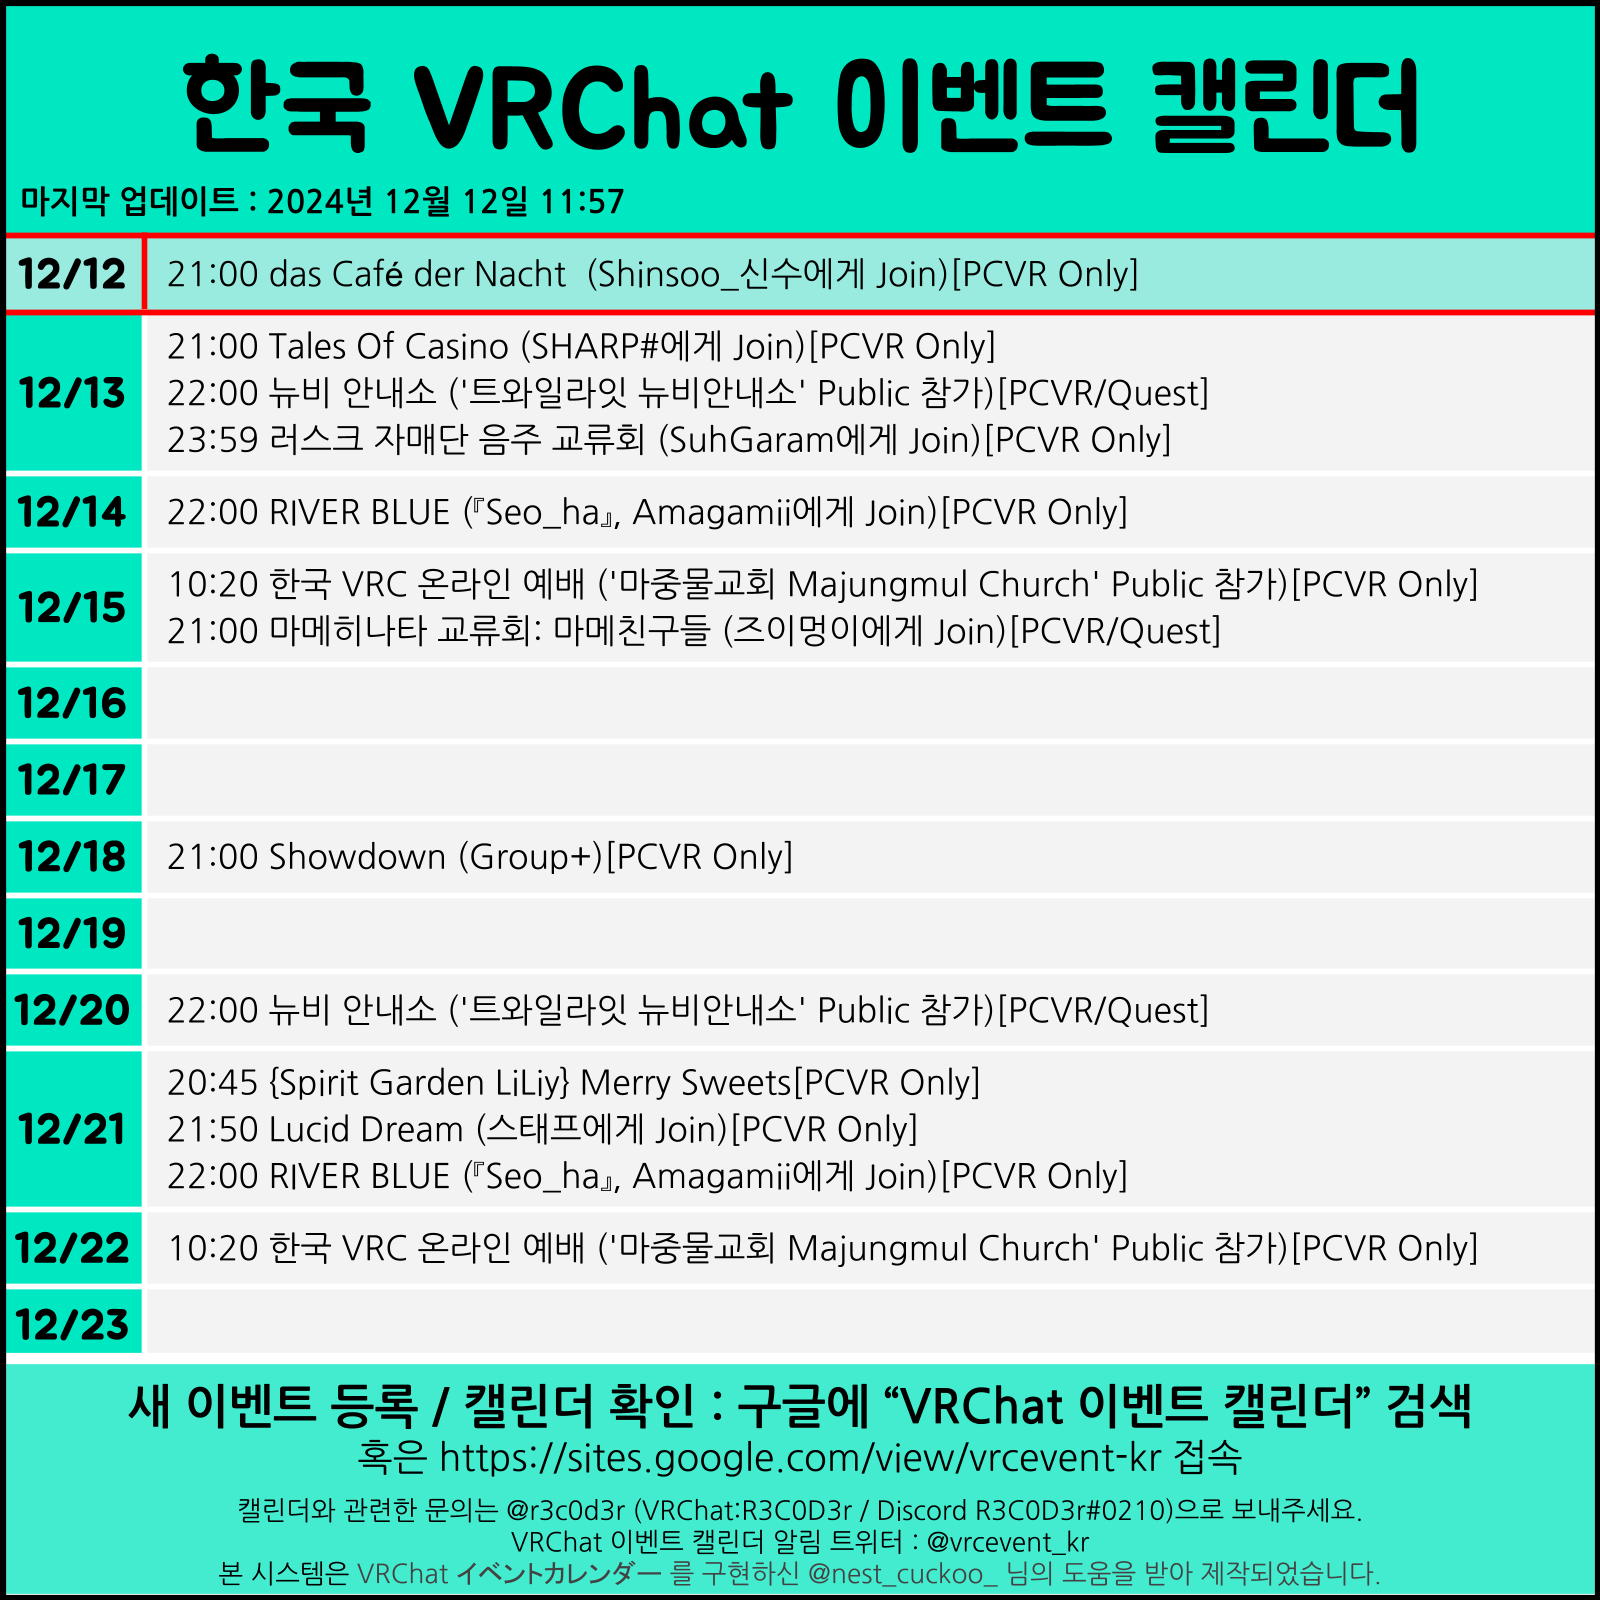 한국 VRChat 이벤트 캘린더
마지막 업데이트 : 2024년 12월 12일 11:57
12/12
21:00 das Café der Nacht  (Shinsoo_신수에게 Join)[PCVR Only]
12/13
21:00 Tales Of Casino (SHARP#에게 Join)[PCVR Only]
22:00 뉴비 안내소 ('트와일라잇 뉴비안내소' Public 참가)[PCVR/Quest]
23:59 러스크 자매단 음주 교류회 (SuhGaram에게 Join)[PCVR Only]
12/14
22:00 RIVER BLUE (『Seo_ha』, Amagamii에게 Join)[PCVR Only]
12/15
10:20 한국 VRC 온라인 예배 ('마중물교회 Majungmul Church' Public 참가)[PCVR Only]
21:00 마메히나타 교류회: 마메친구들 (즈이멍이에게 Join)[PCVR/Quest]
12/16
12/17
12/18
21:00 Showdown (Group+)[PCVR Only]
12/19
12/20
22:00 뉴비 안내소 ('트와일라잇 뉴비안내소' Public 참가)[PCVR/Quest]
12/21
20:45 {Spirit Garden LiLiy} Merry Sweets[PCVR Only]
21:50 Lucid Dream (스태프에게 Join)[PCVR Only]
22:00 RIVER BLUE (『Seo_ha』, Amagamii에게 Join)[PCVR Only]
12/22
10:20 한국 VRC 온라인 예배 ('마중물교회 Majungmul Church' Public 참가)[PCVR Only]
12/23
새 이벤트 등록 / 캘린더 확인 : 구글에 “VRChat 이벤트 캘린더” 검색
혹은 https://sites.google.com/view/vrcevent-kr 접속
캘린더와 관련한 문의는 @r3c0d3r (VRChat:R3C0D3r / Discord R3C0D3r#0210)으로 보내주세요.
VRChat 이벤트 캘린더 알림 트위터 : @vrcevent_kr
본 시스템은 VRChat イベントカレンダー 를 구현하신 @nest_cuckoo_ 님의 도움을 받아 제작되었습니다.